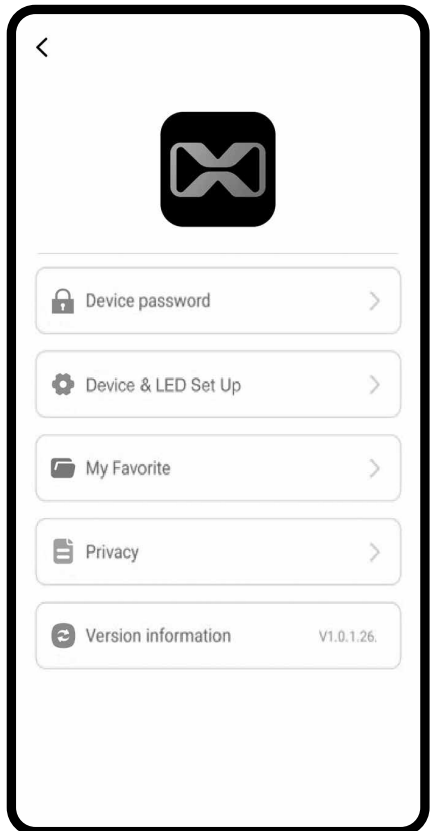 Device password
Device & LED Set Up
My Favorite
Privacy
Version information V1.0.1.26.